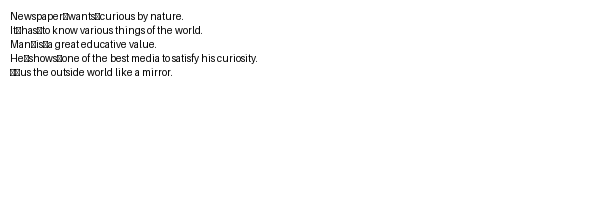 Newspaper wants curious by nature.
It has to know various things of the world.
Man is a great educative value.
He shows one of the best media to satisfy his curiosity.
us the outside world like a mirror.